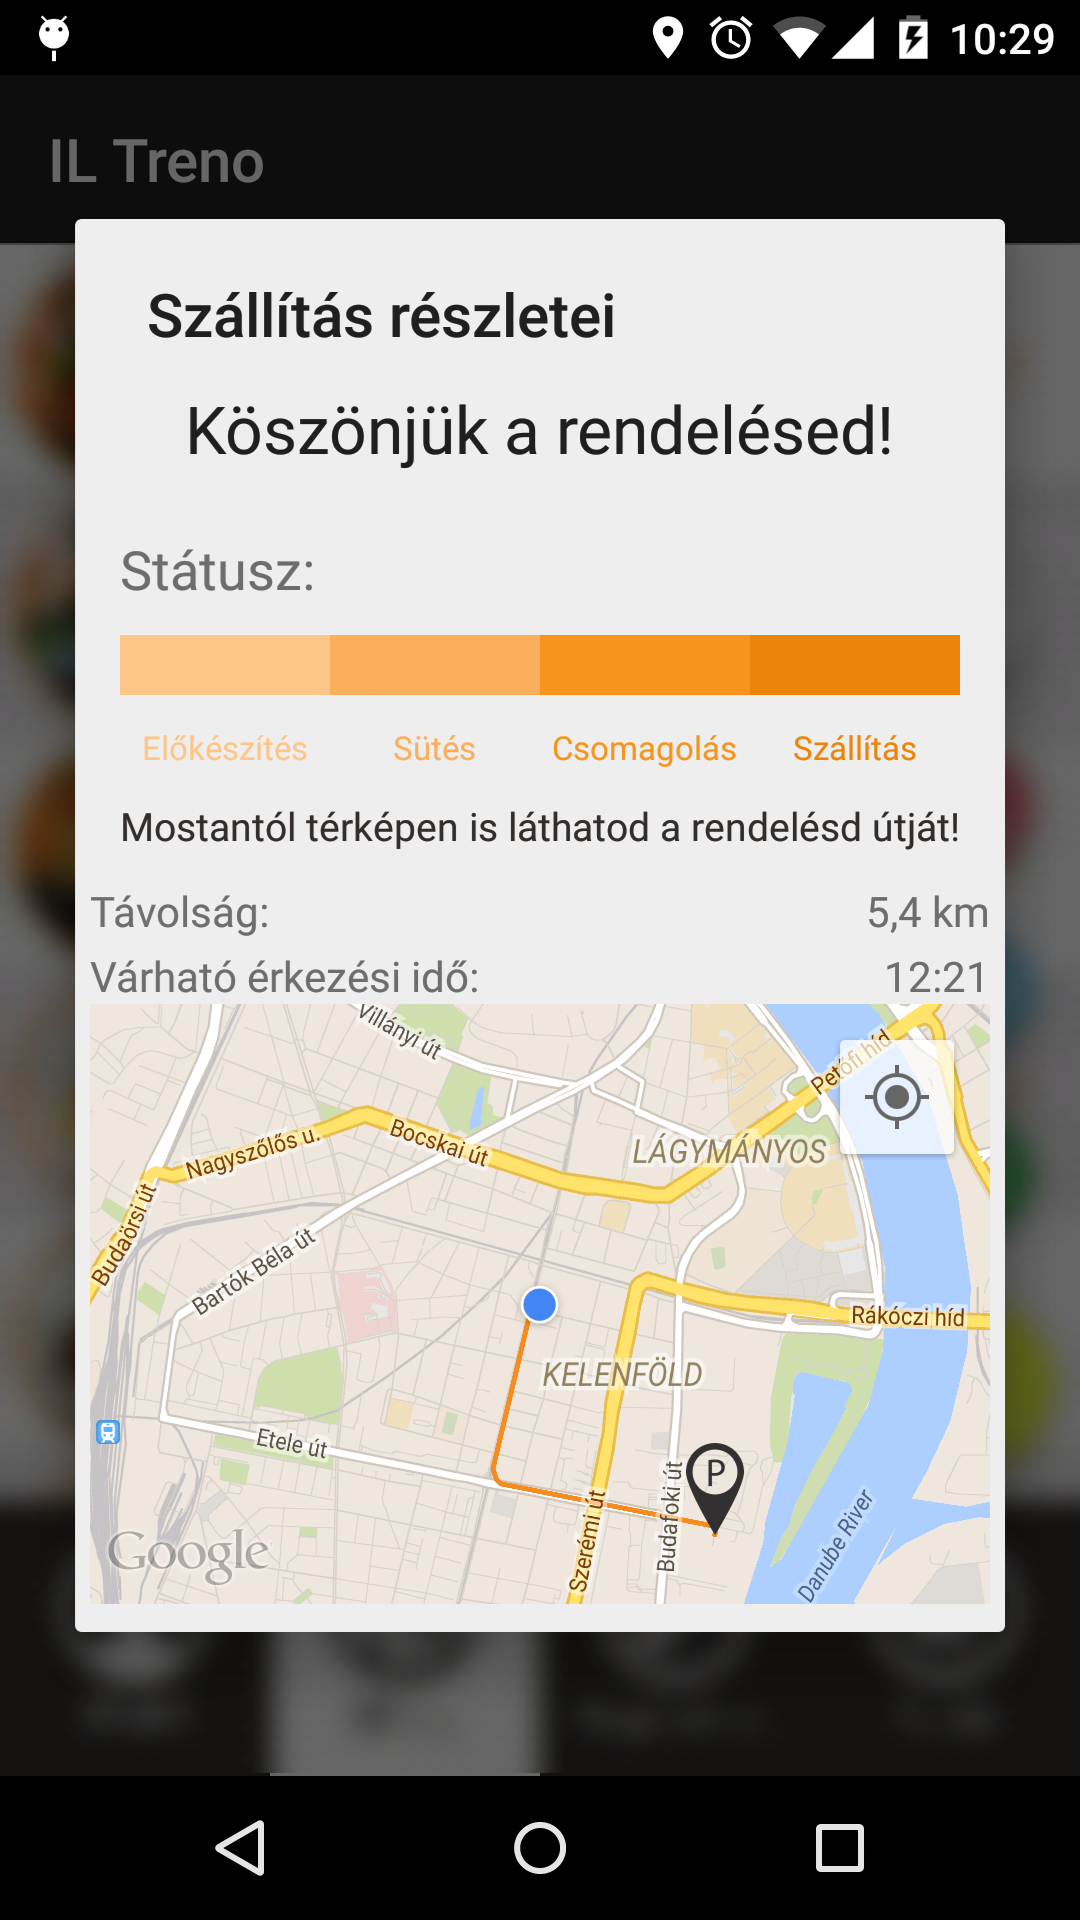 10:29
IL Treno
Szállítás részletei
Köszönjük a rendelésed!
Státusz:
Előkészítés Sütés Csomagolás Szállítás
Mostantól térképen is láthatod a rendelésd útját!
Távolság: 5,4 km
Várható érkezési idő: 12:21
Villányi út
Petőfi híd
Nagyszőlős u.
Bocskai út
LÁGYMÁNYOS
Budaörsi út
Bartók Béla út
Rákóczi híd
KELENFÖLD
Etele út
P
Budafoki út
Szerémi út
Danube River
Google